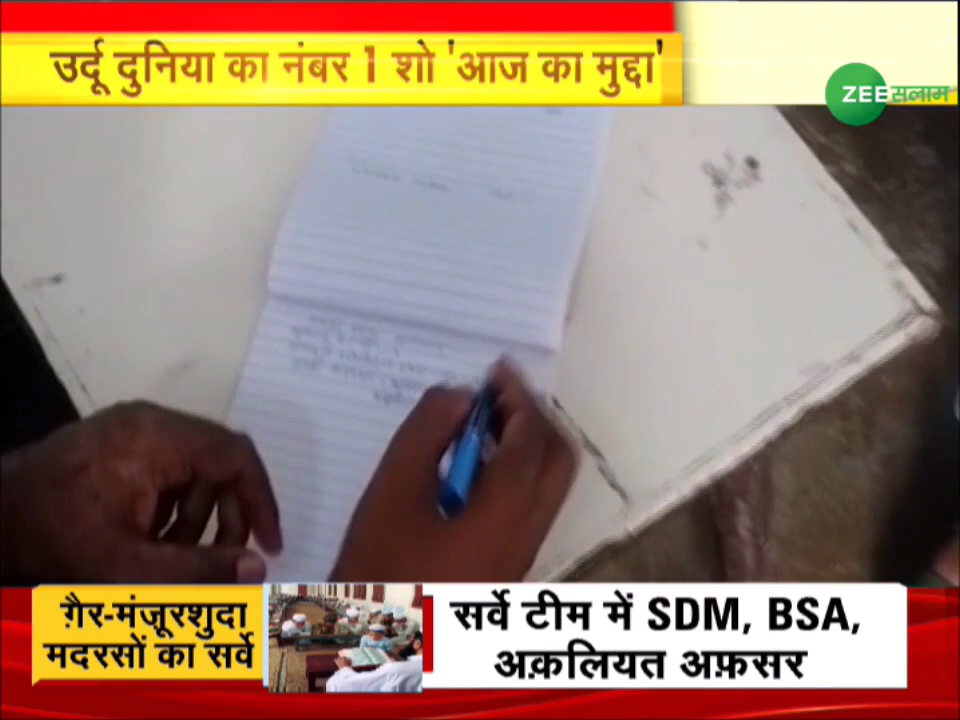 उर्दू दुनिया का नंबर 1 शो 'आज का मुद्दा'
ZEE सलाम
ग़ैर-मंज़ूरशुदा
मदरसों का सर्वे
सर्वे टीम में SDM, BSA,
अक़लियत अफ़सर